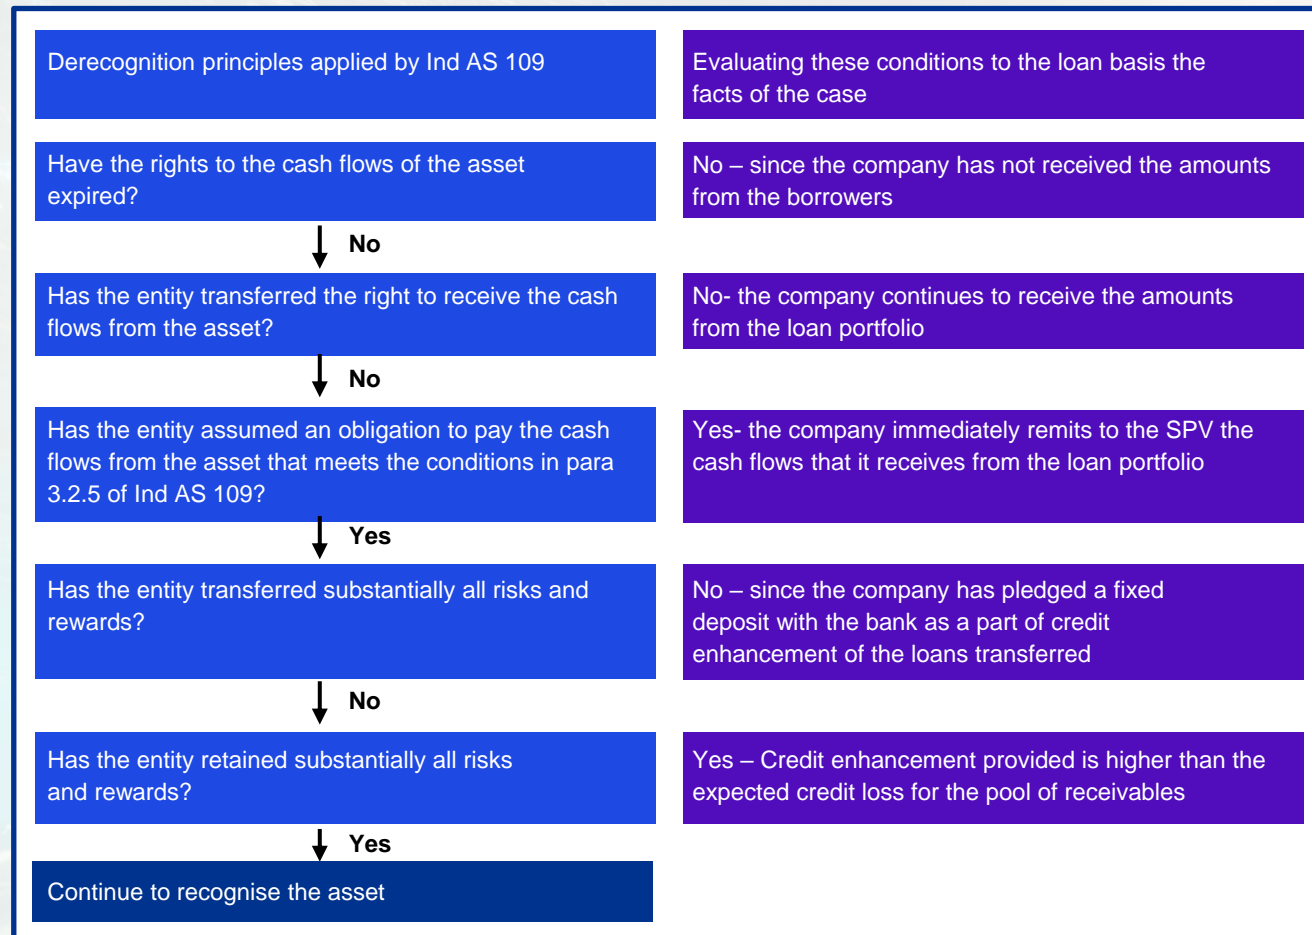 Derecognition principles applied by Ind AS 109
Evaluating these conditions to the loan basis the
facts of the case
Have the rights to the cash flows of the asset
expired?
No – since the company has not received the amounts
from the borrowers
No
Has the entity transferred the right to receive the cash
flows from the asset?
No- the company continues to receive the amounts
from the loan portfolio
No
Has the entity assumed an obligation to pay the cash
flows from the asset that meets the conditions in para
3.2.5 of Ind AS 109?
Yes- the company immediately remits to the SPV the
cash flows that it receives from the loan portfolio
Yes
Has the entity transferred substantially all risks and
rewards?
No – since the company has pledged a fixed
deposit with the bank as a part of credit
enhancement of the loans transferred
No
Has the entity retained substantially all risks
and rewards?
Yes – Credit enhancement provided is higher than the
expected credit loss for the pool of receivables
Yes
Continue to recognise the asset